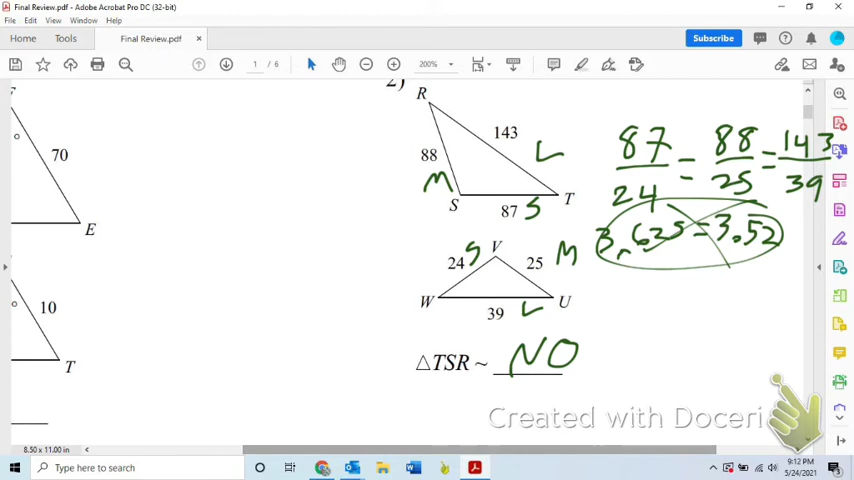 Final Review.pdf - Adobe Acrobat Pro DC (32-bit)
File Edit View Window Help
Home Tools Final Review.pdf × Subscribe
1 / 6 200%
2)
R
143
L
88
M
S
87
S
T
87/24 = 88/25 = 143/39
3.625 = 3.52
70
E
V
S
24
25
M
W
39
L
U
10
T
△TSR ~ NO
Created with Doceri
8.50 x 11.00 in
Type here to search
9:12 PM
5/24/2021
3